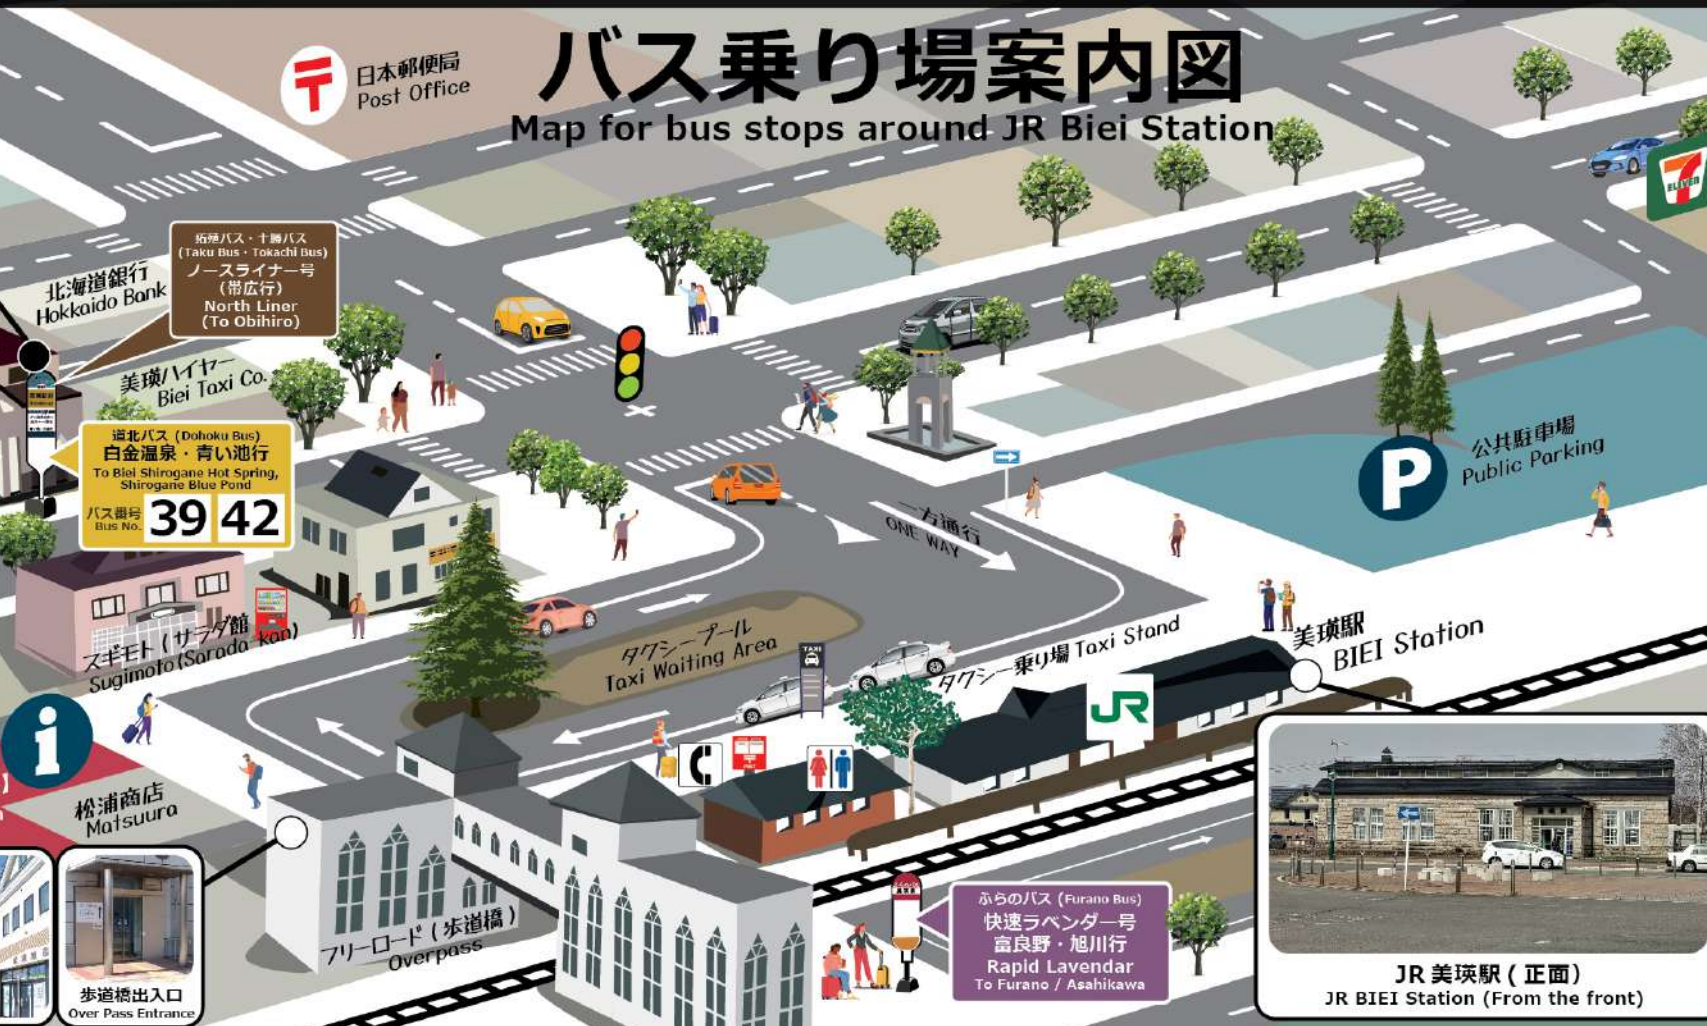 バス乗り場案内図
Map for bus stops around JR Biei Station
日本郵便局
Post Office
7
ELEVEN
拓殖バス・十勝バス
(Taku Bus・Tokachi Bus)
ノースライナー号
(帯広行)
North Liner
(To Obihiro)
北海道銀行
Hokkaido Bank
美瑛ハイヤー
Biei Taxi Co.
道北バス (Dohoku Bus)
白金温泉・青い池行
To Biei Shirogane Hot Spring,
Shirogane Blue Pond
バス番号
Bus No.
39 42
P
公共駐車場
Public Parking
一方通行
ONE WAY
スギモト (サラダ館)
Sugimoto (Sarada kan)
タクシープール
Taxi Waiting Area
TAXI
タクシー乗り場 Taxi Stand
美瑛駅
BIEI Station
JR
i
松浦商店
Matsuura
フリーロード (歩道橋)
Overpass
歩道橋出入口
Over Pass Entrance
ふらのバス (Furano Bus)
快速ラベンダー号
富良野・旭川行
Rapid Lavendar
To Furano / Asahikawa
JR 美瑛駅 (正面)
JR BIEI Station (From the front)